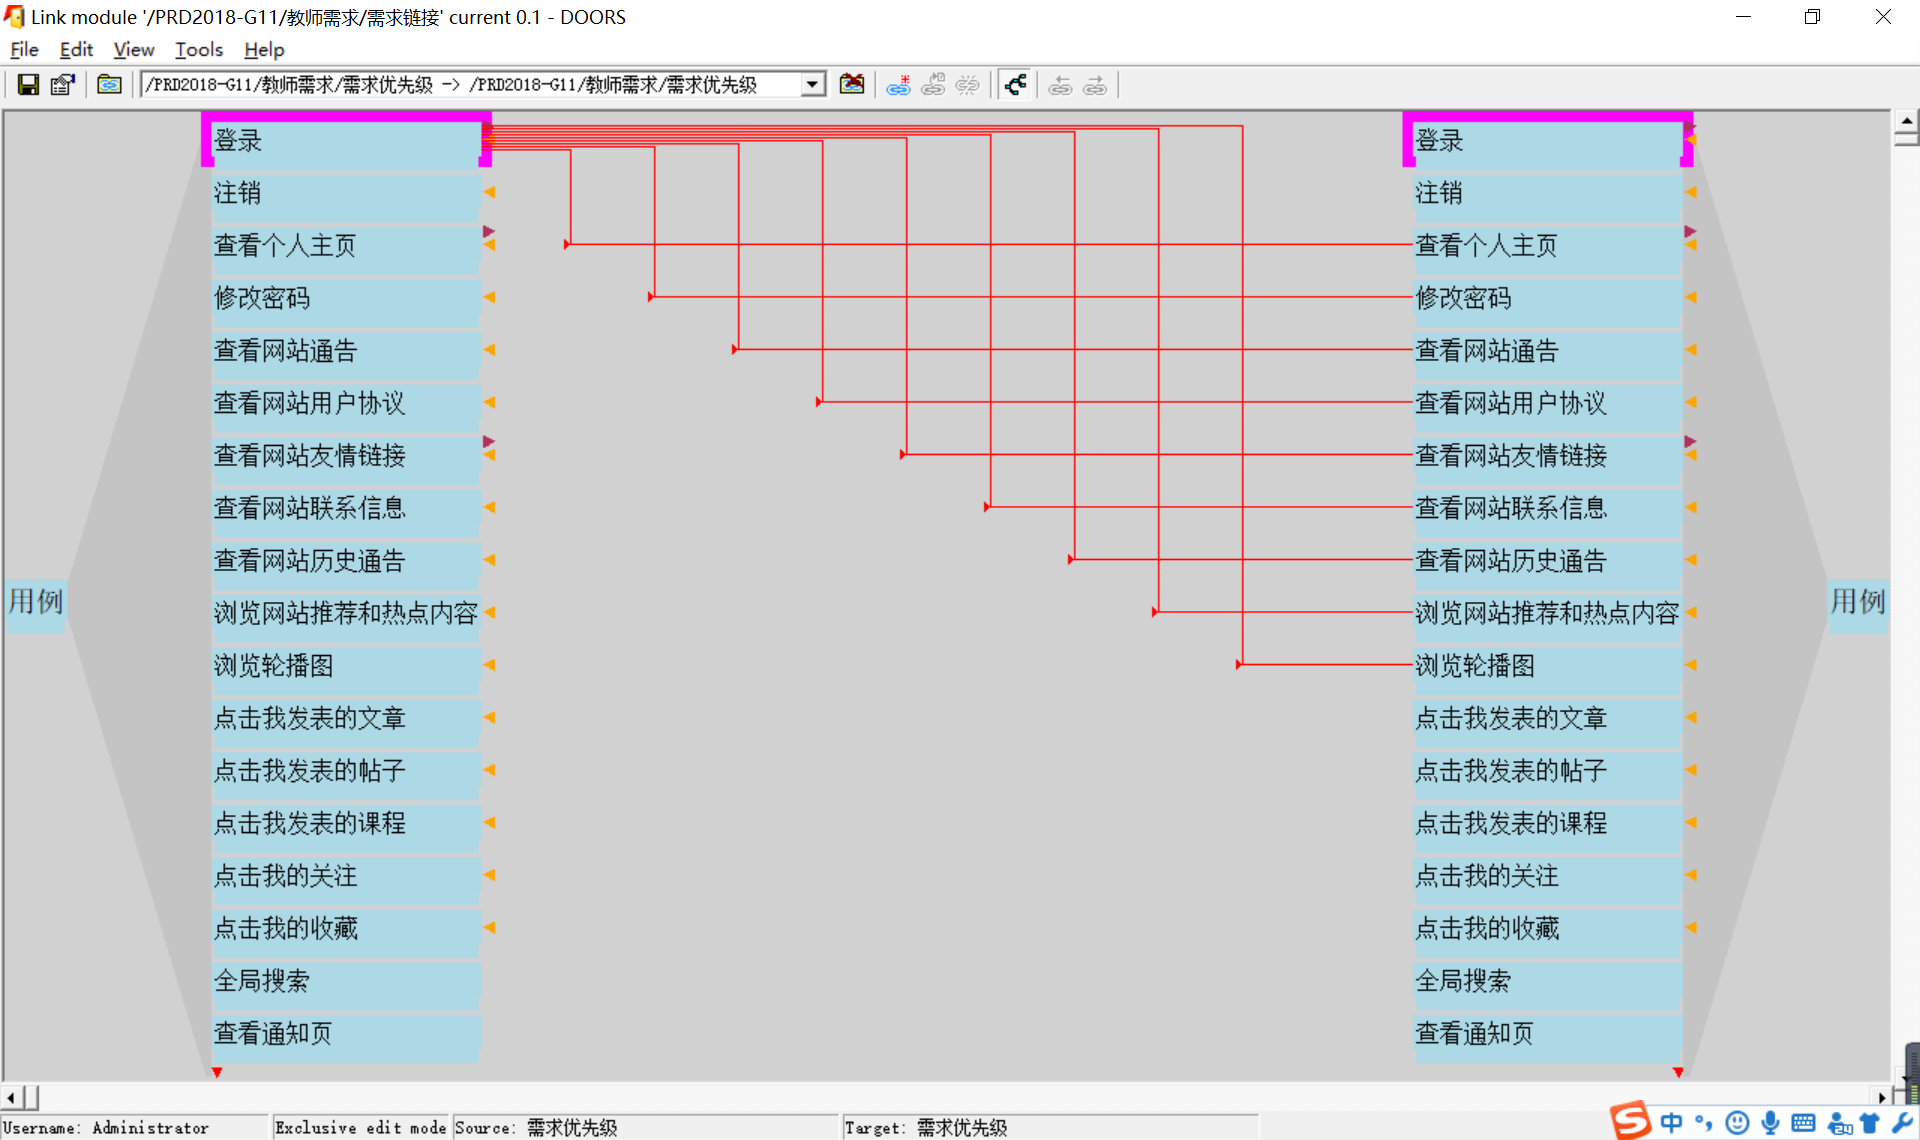 Link module '/PRD2018-G11/教师需求/需求链接' current 0.1 - DOORS
File Edit View Tools Help
/PRD2018-G11/教师需求/需求优先级 -> /PRD2018-G11/教师需求/需求优先级
登录 登录
注销 注销
查看个人主页 查看个人主页
修改密码 修改密码
查看网站通告 查看网站通告
查看网站用户协议 查看网站用户协议
查看网站友情链接 查看网站友情链接
查看网站联系信息 查看网站联系信息
查看网站历史通告 查看网站历史通告
用例 浏览网站推荐和热点内容 浏览网站推荐和热点内容 用例
浏览轮播图 浏览轮播图
点击我发表的文章 点击我发表的文章
点击我发表的帖子 点击我发表的帖子
点击我发表的课程 点击我发表的课程
点击我的关注 点击我的关注
点击我的收藏 点击我的收藏
全局搜索 全局搜索
查看通知页 查看通知页
Username: Administrator Exclusive edit mode Source: 需求优先级 Target: 需求优先级
中